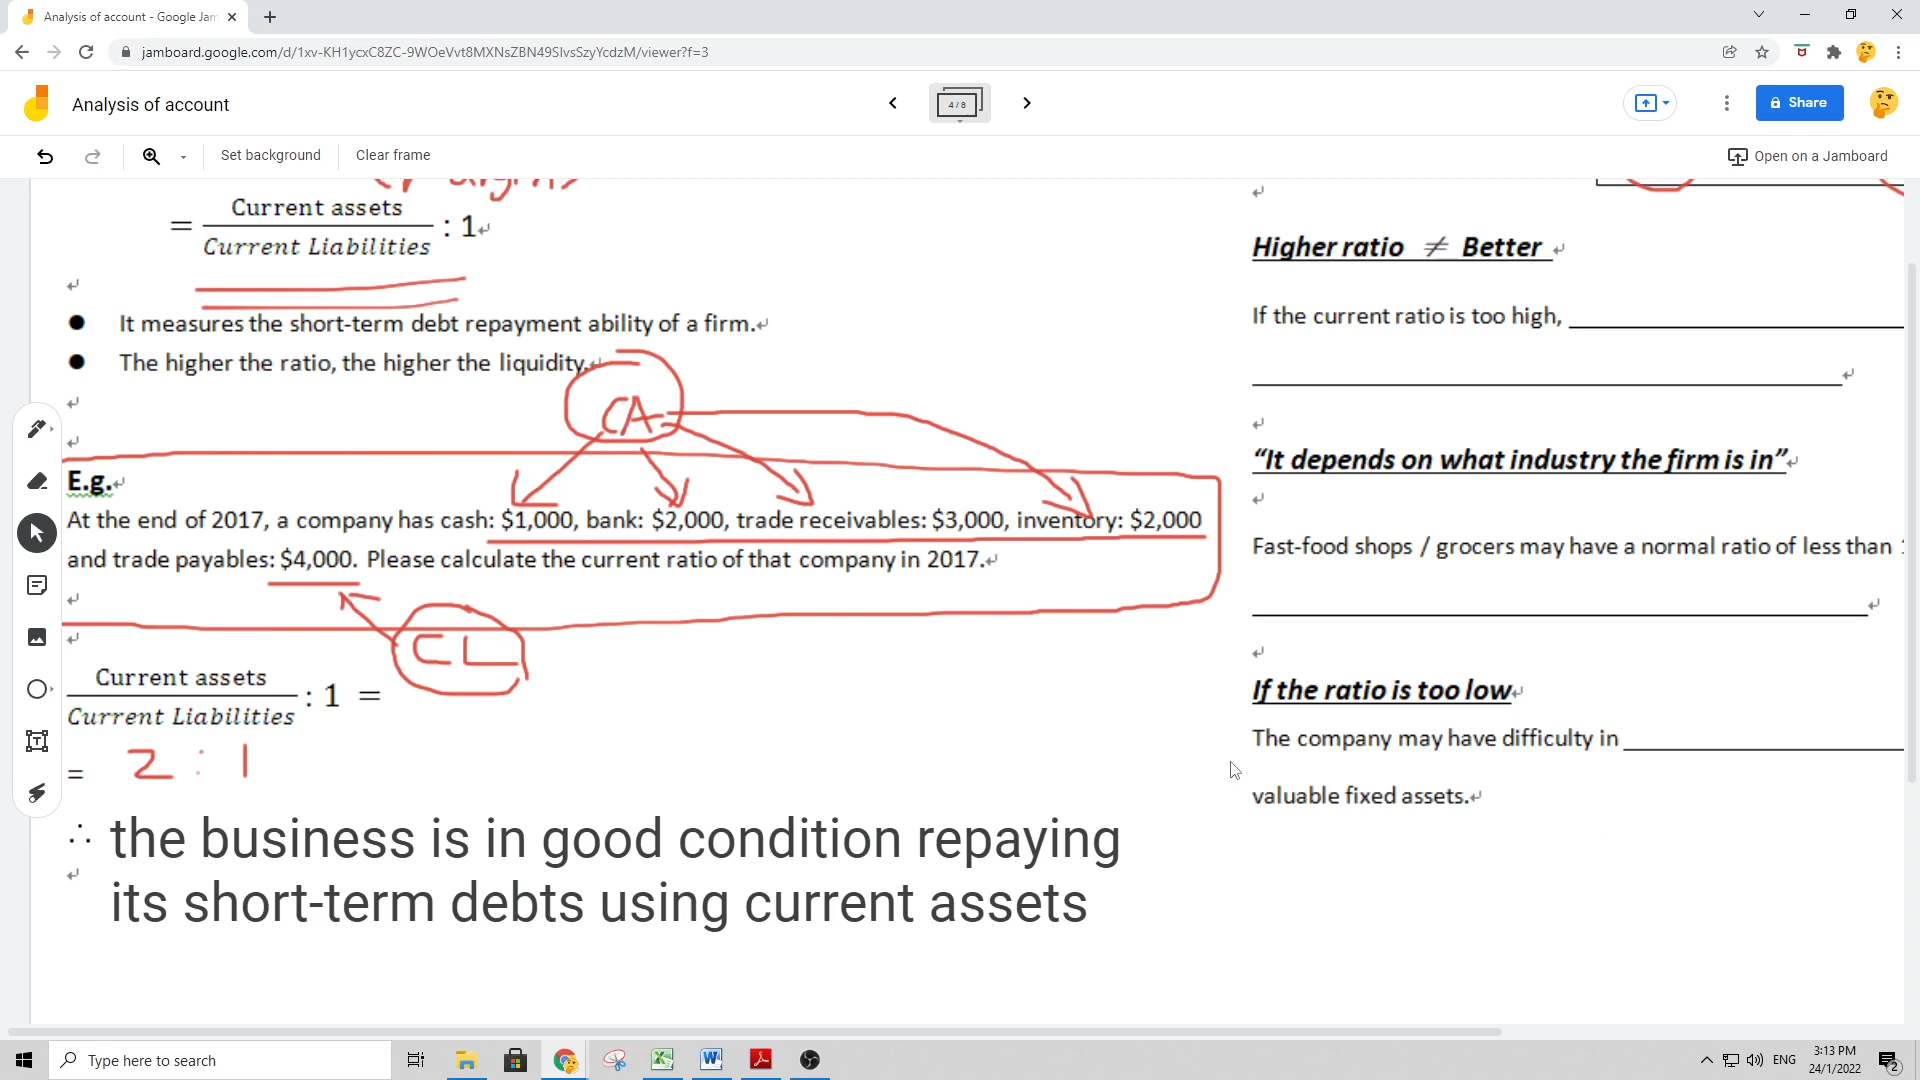 Analysis of account - Google Jam
jamboard.google.com/d/1xv-KH1ycxC8ZC-9WOeVvt8MXNsZBN49SlvsSzyYcdzM/viewer?f=3
Analysis of account
4 / 8
Share
Set background
Clear frame
Open on a Jamboard
= Current assets / Current Liabilities : 1
It measures the short-term debt repayment ability of a firm.
The higher the ratio, the higher the liquidity.
CA
E.g.
At the end of 2017, a company has cash: $1,000, bank: $2,000, trade receivables: $3,000, inventory: $2,000
and trade payables: $4,000. Please calculate the current ratio of that company in 2017.
CL
Current assets / Current Liabilities : 1 =
= 2 : 1
∴ the business is in good condition repaying
its short-term debts using current assets
Higher ratio ≠ Better
If the current ratio is too high,
“It depends on what industry the firm is in”
Fast-food shops / grocers may have a normal ratio of less than
If the ratio is too low
The company may have difficulty in
valuable fixed assets.
Type here to search
ENG
3:13 PM
24/1/2022
2